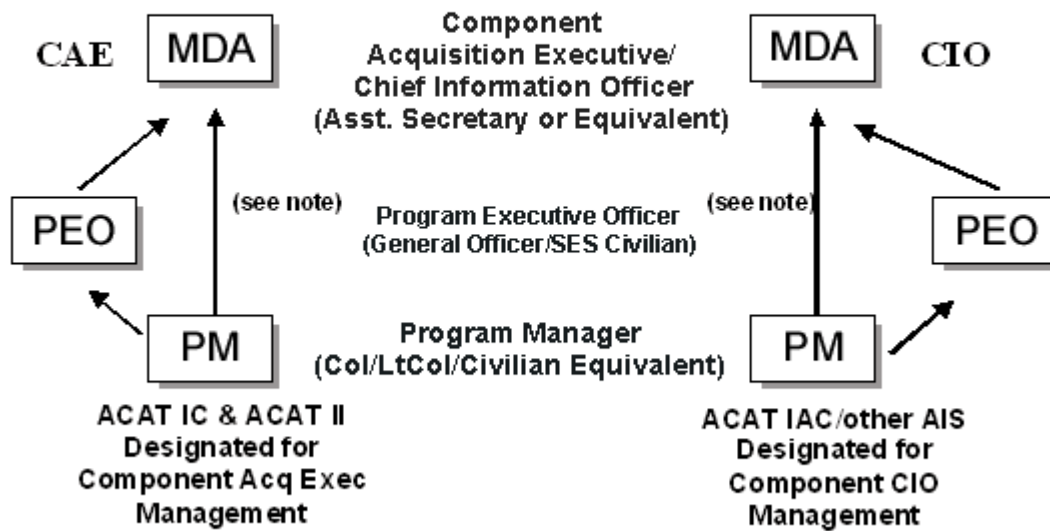 CAE
MDA
Component
Acquisition Executive/
Chief Information Officer
(Asst. Secretary or Equivalent)
MDA
CIO
PEO
(see note)
Program Executive Officer
(General Officer/SES Civilian)
(see note)
PEO
PM
Program Manager
(Col/LtCol/Civilian Equivalent)
PM
ACAT IC & ACAT II
Designated for
Component Acq Exec
Management
ACAT IAC/other AIS
Designated for
Component CIO
Management